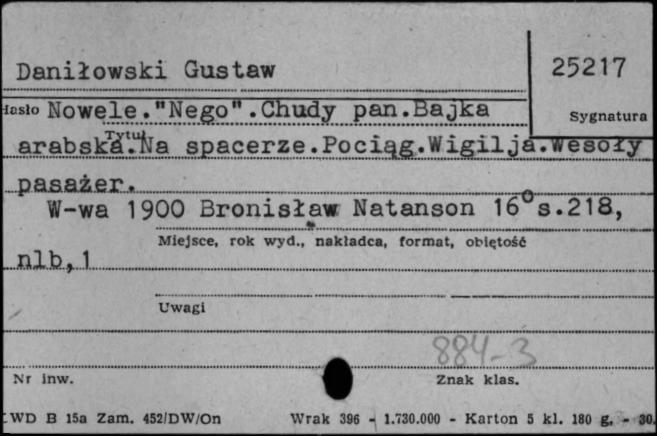 Daniłowski Gustaw
25217
Hasło Nowele."Nego".Chudy pan.Bajka
Sygnatura
Tytuł
arabska.Na spacerze.Pociąg.Wigilja.Wesoły
pasażer.
W-wa 1900 Bronisław Natanson 16° s.218,
Miejsce, rok wyd., nakładca, format, objętość
nlb,1
Uwagi
884-3
Nr inw.
Znak klas.
LWD B 15a Zam. 452/DW/On Wrak 396 - 1.730.000 - Karton 5 kl. 180 g. - 30.